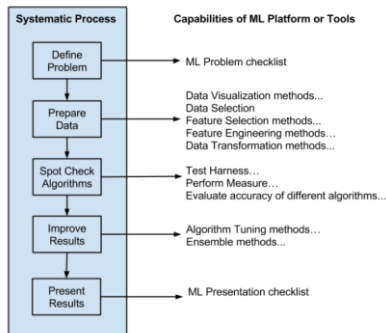 Systematic Process
Capabilities of ML Platform or Tools
Define
Problem
ML Problem checklist
Prepare
Data
Data Visualization methods...
Data Selection
Feature Selection methods...
Feature Engineering methods…
Data Transformation methods...
Spot Check
Algorithms
Test Harness…
Perform Measure…
Evaluate accuracy of different algorithms...
Improve
Results
Algorithm Tuning methods…
Ensemble methods...
Present
Results
ML Presentation checklist